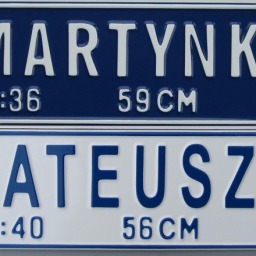 MARTYNK
:36 59CM
ATEUSZ
:40 56CM